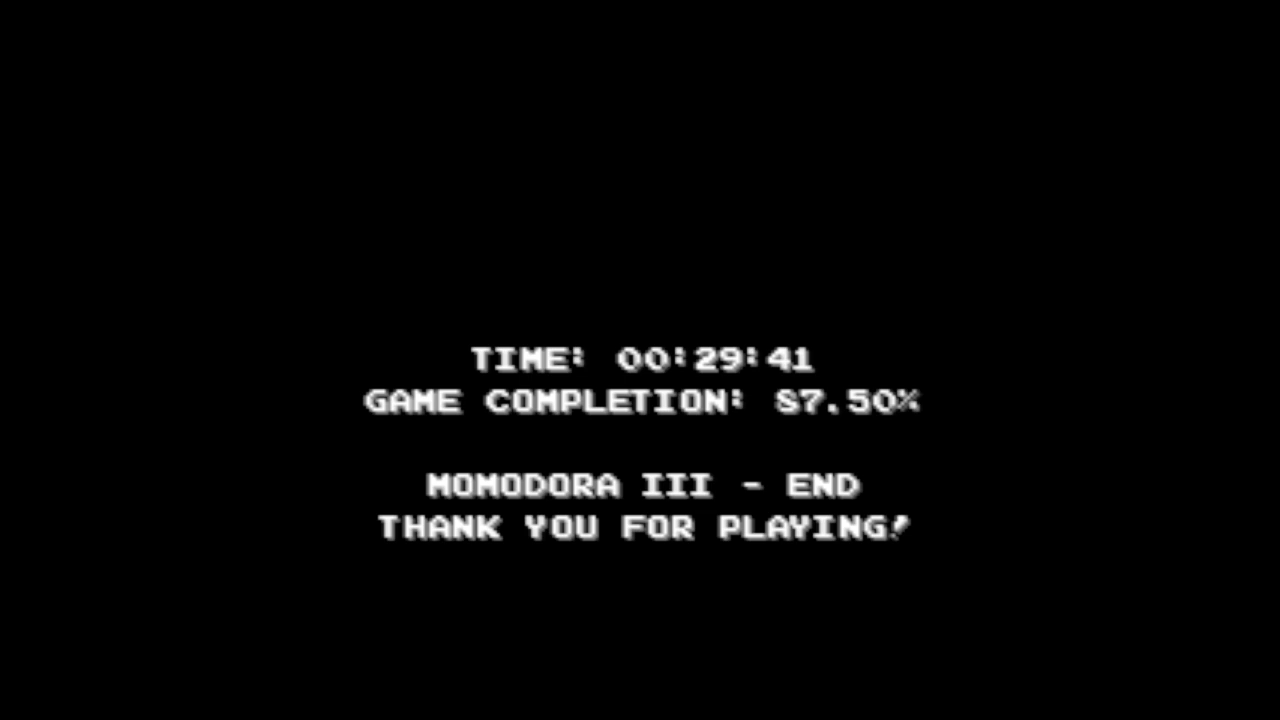 TIME: 00:29:41
GAME COMPLETION: 87.50%
MOMODORA III - END
THANK YOU FOR PLAYING!